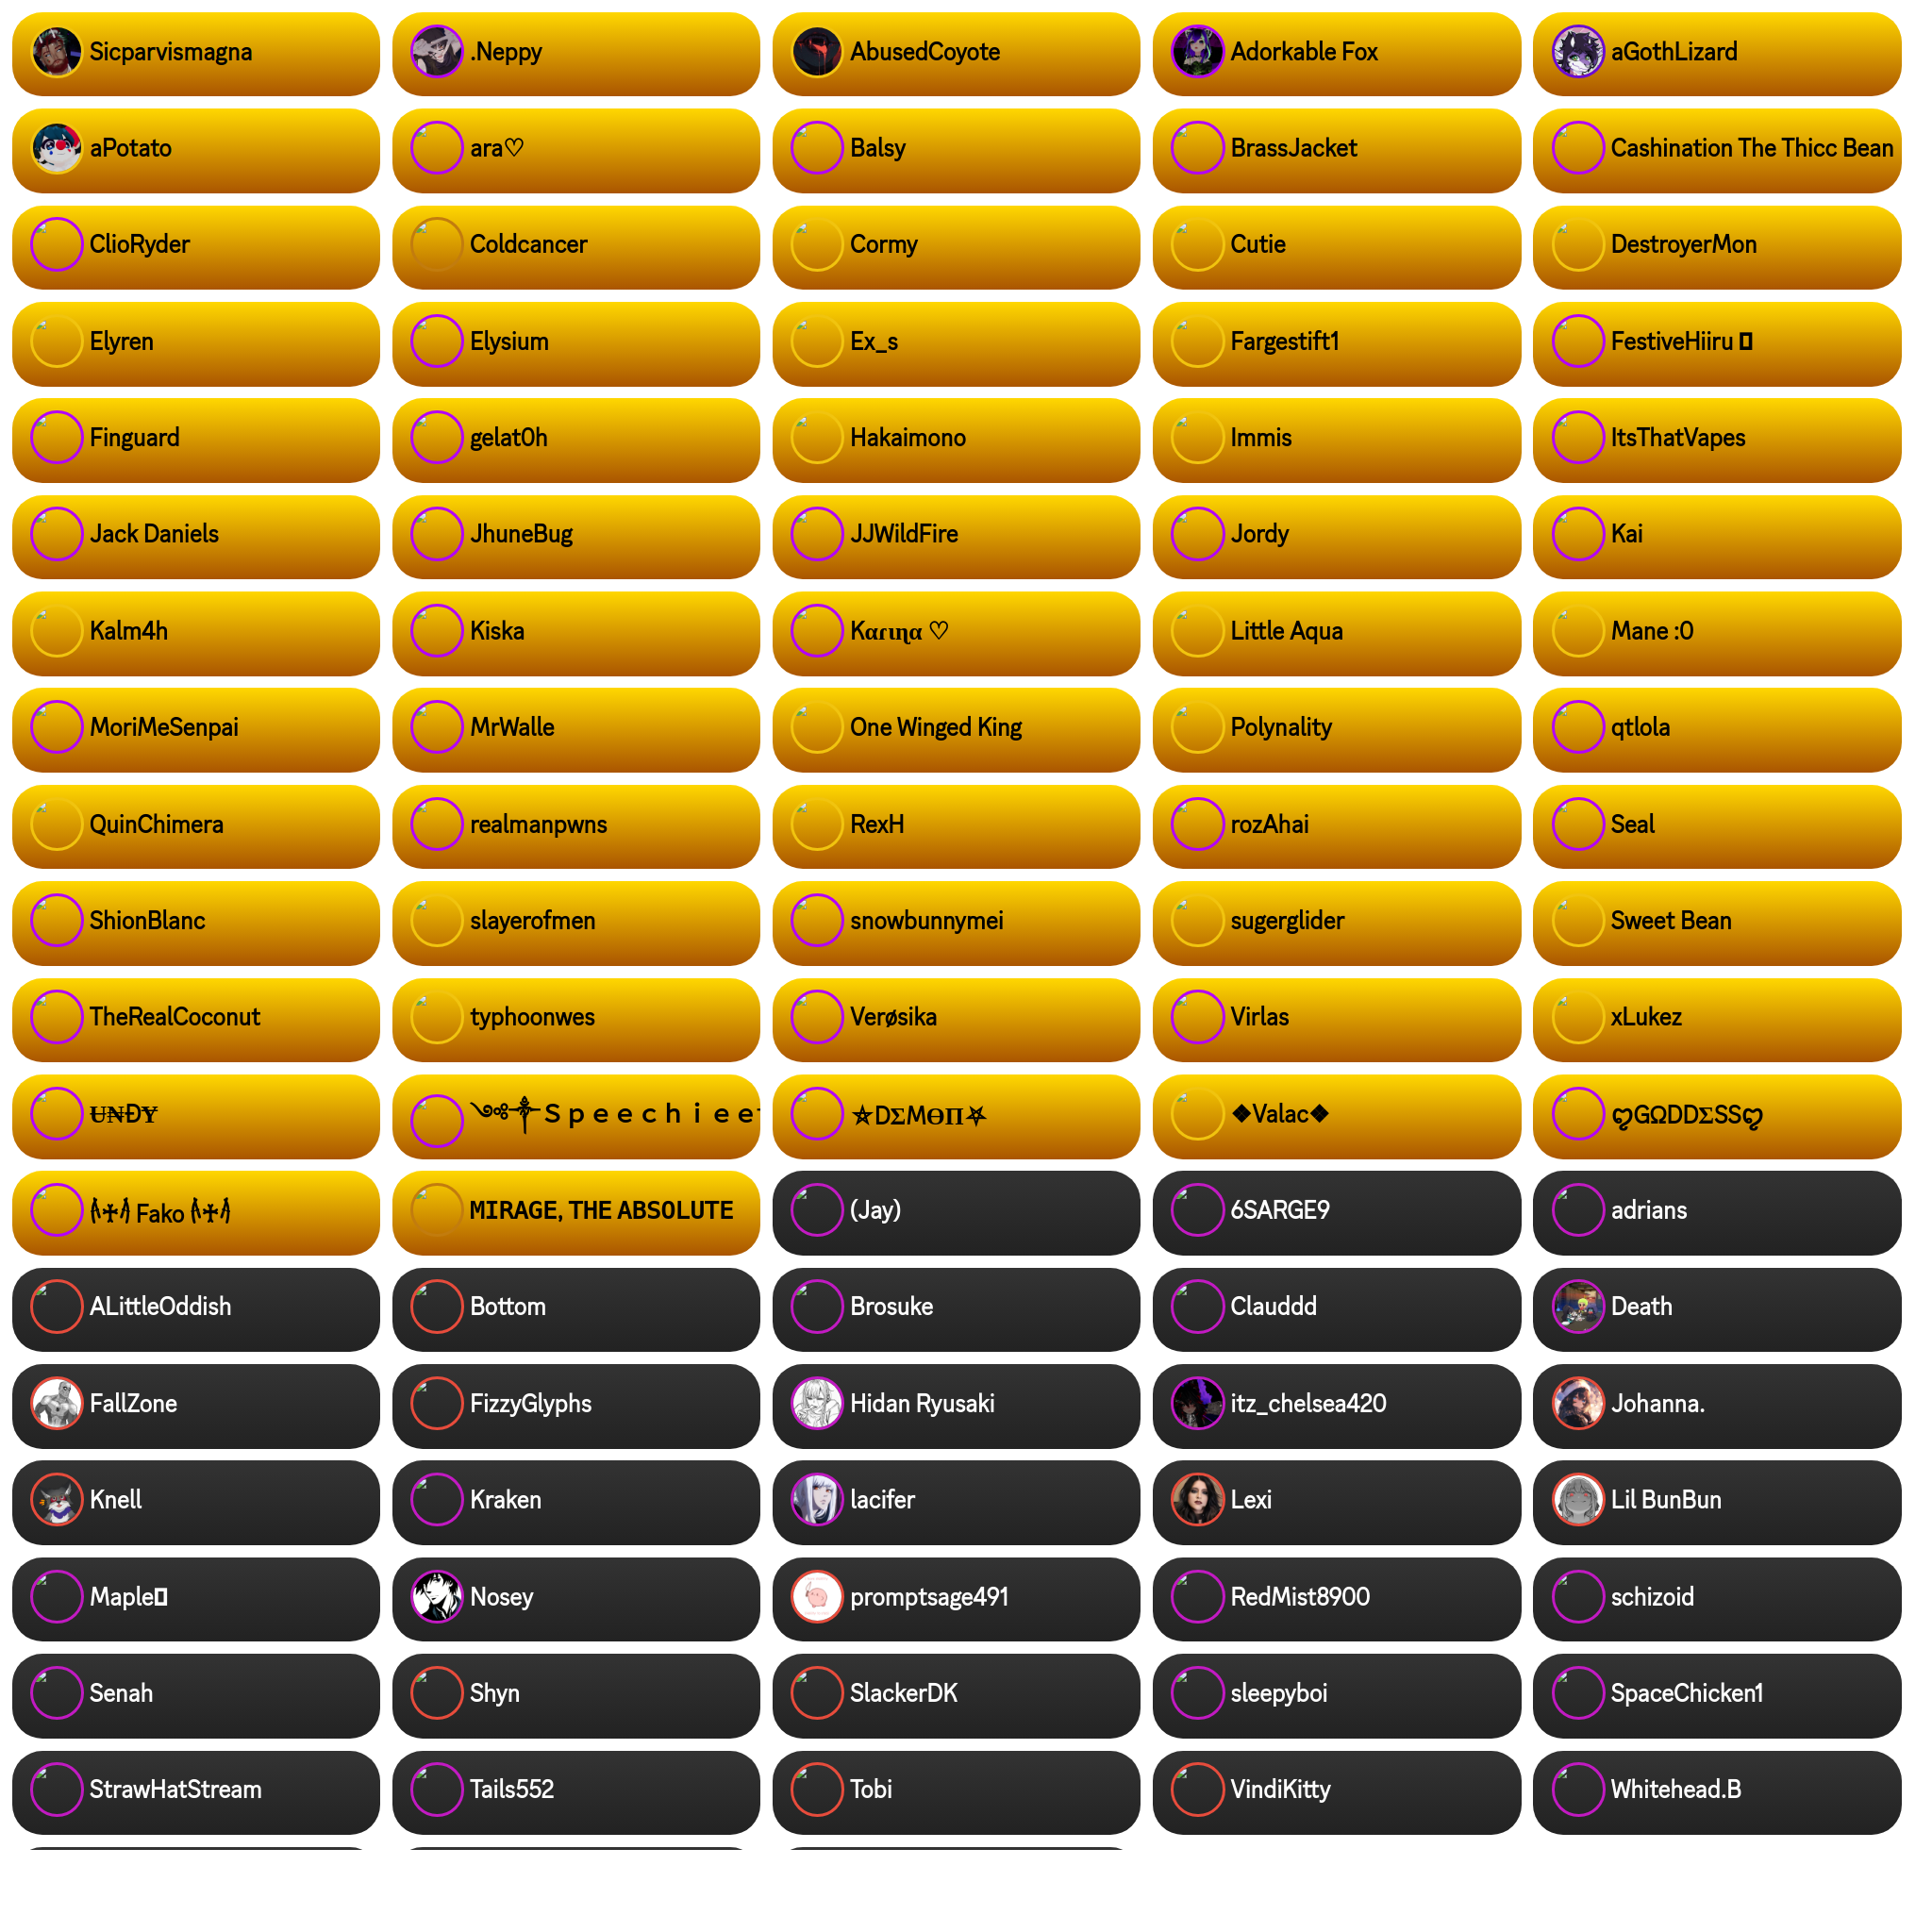 Sicparvismagna
.Neppy
AbusedCoyote
Adorkable Fox
aGothLizard
aPotato
ara♡
Balsy
BrassJacket
Cashination The Thicc Bean
ClioRyder
Coldcancer
Cormy
Cutie
DestroyerMon
Elyren
Elysium
Ex_s
Fargestift1
FestiveHiiru
Finguard
gelat0h
Hakaimono
Immis
ItsThatVapes
Jack Daniels
JhuneBug
JJWildFire
Jordy
Kai
Kalm4h
Kiska
Kαɾιɳα ♡
Little Aqua
Mane :0
MoriMeSenpai
MrWalle
One Winged King
Polynality
qtlola
QuinChimera
realmanpwns
RexH
rozAhai
Seal
ShionBlanc
slayerofmen
snowbunnymei
sugerglider
Sweet Bean
TheRealCoconut
typhoonwes
Verøsika
Virlas
xLukez
Ʉ₦ĐɎ
༺✟Ｓｐｅｅｃｈｉｅｅ
⛤DΣMӨΠ⛧
❖Valac❖
ღGΩDDΣSSღ
Fako
MIRAGE, THE ABSOLUTE
(Jay)
6SARGE9
adrians
ALittleOddish
Bottom
Brosuke
Clauddd
Death
FallZone
FizzyGlyphs
Hidan Ryusaki
itz_chelsea420
Johanna.
Knell
Kraken
lacifer
Lexi
Lil BunBun
Maple
Nosey
promptsage491
RedMist8900
schizoid
Senah
Shyn
SlackerDK
sleepyboi
SpaceChicken1
StrawHatStream
Tails552
Tobi
VindiKitty
Whitehead.B